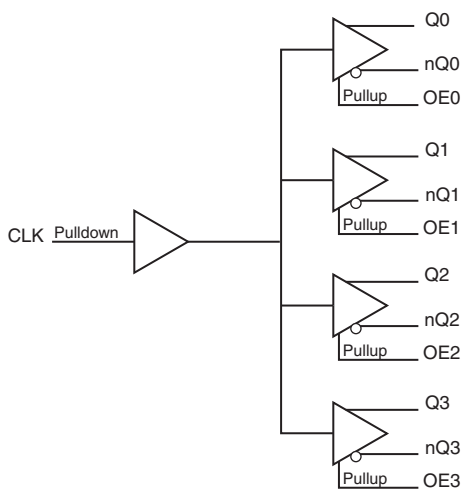 Q0
nQ0
Pullup OE0
Q1
nQ1
Pullup OE1
CLK Pulldown
Q2
nQ2
Pullup OE2
Q3
nQ3
Pullup OE3